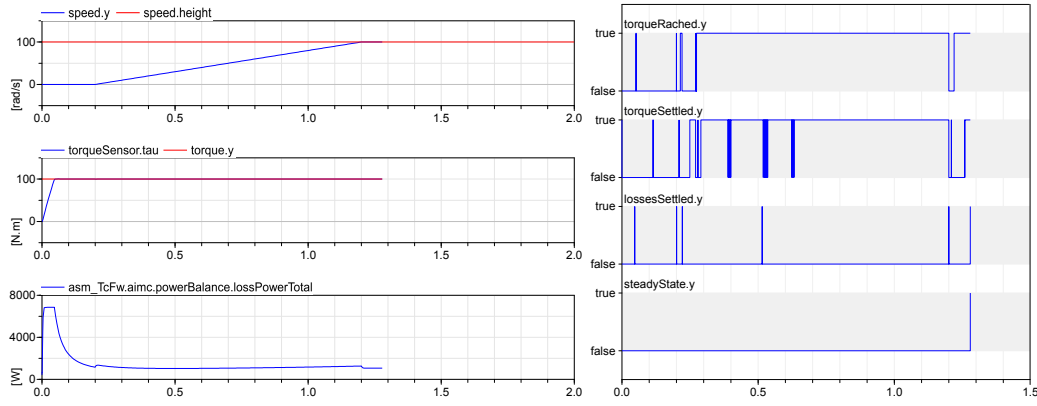 speed.y speed.height
100
0
[rad/s]
0.0 0.5 1.0 1.5 2.0
torqueSensor.tau torque.y
100
0
[N.m]
0.0 0.5 1.0 1.5 2.0
asm_TcFw.aimc.powerBalance.lossPowerTotal
8000
4000
0
[W]
0.0 0.5 1.0 1.5 2.0
torqueRached.y
true
false
torqueSettled.y
true
false
lossesSettled.y
true
false
steadyState.y
true
false
0.0 0.5 1.0 1.5